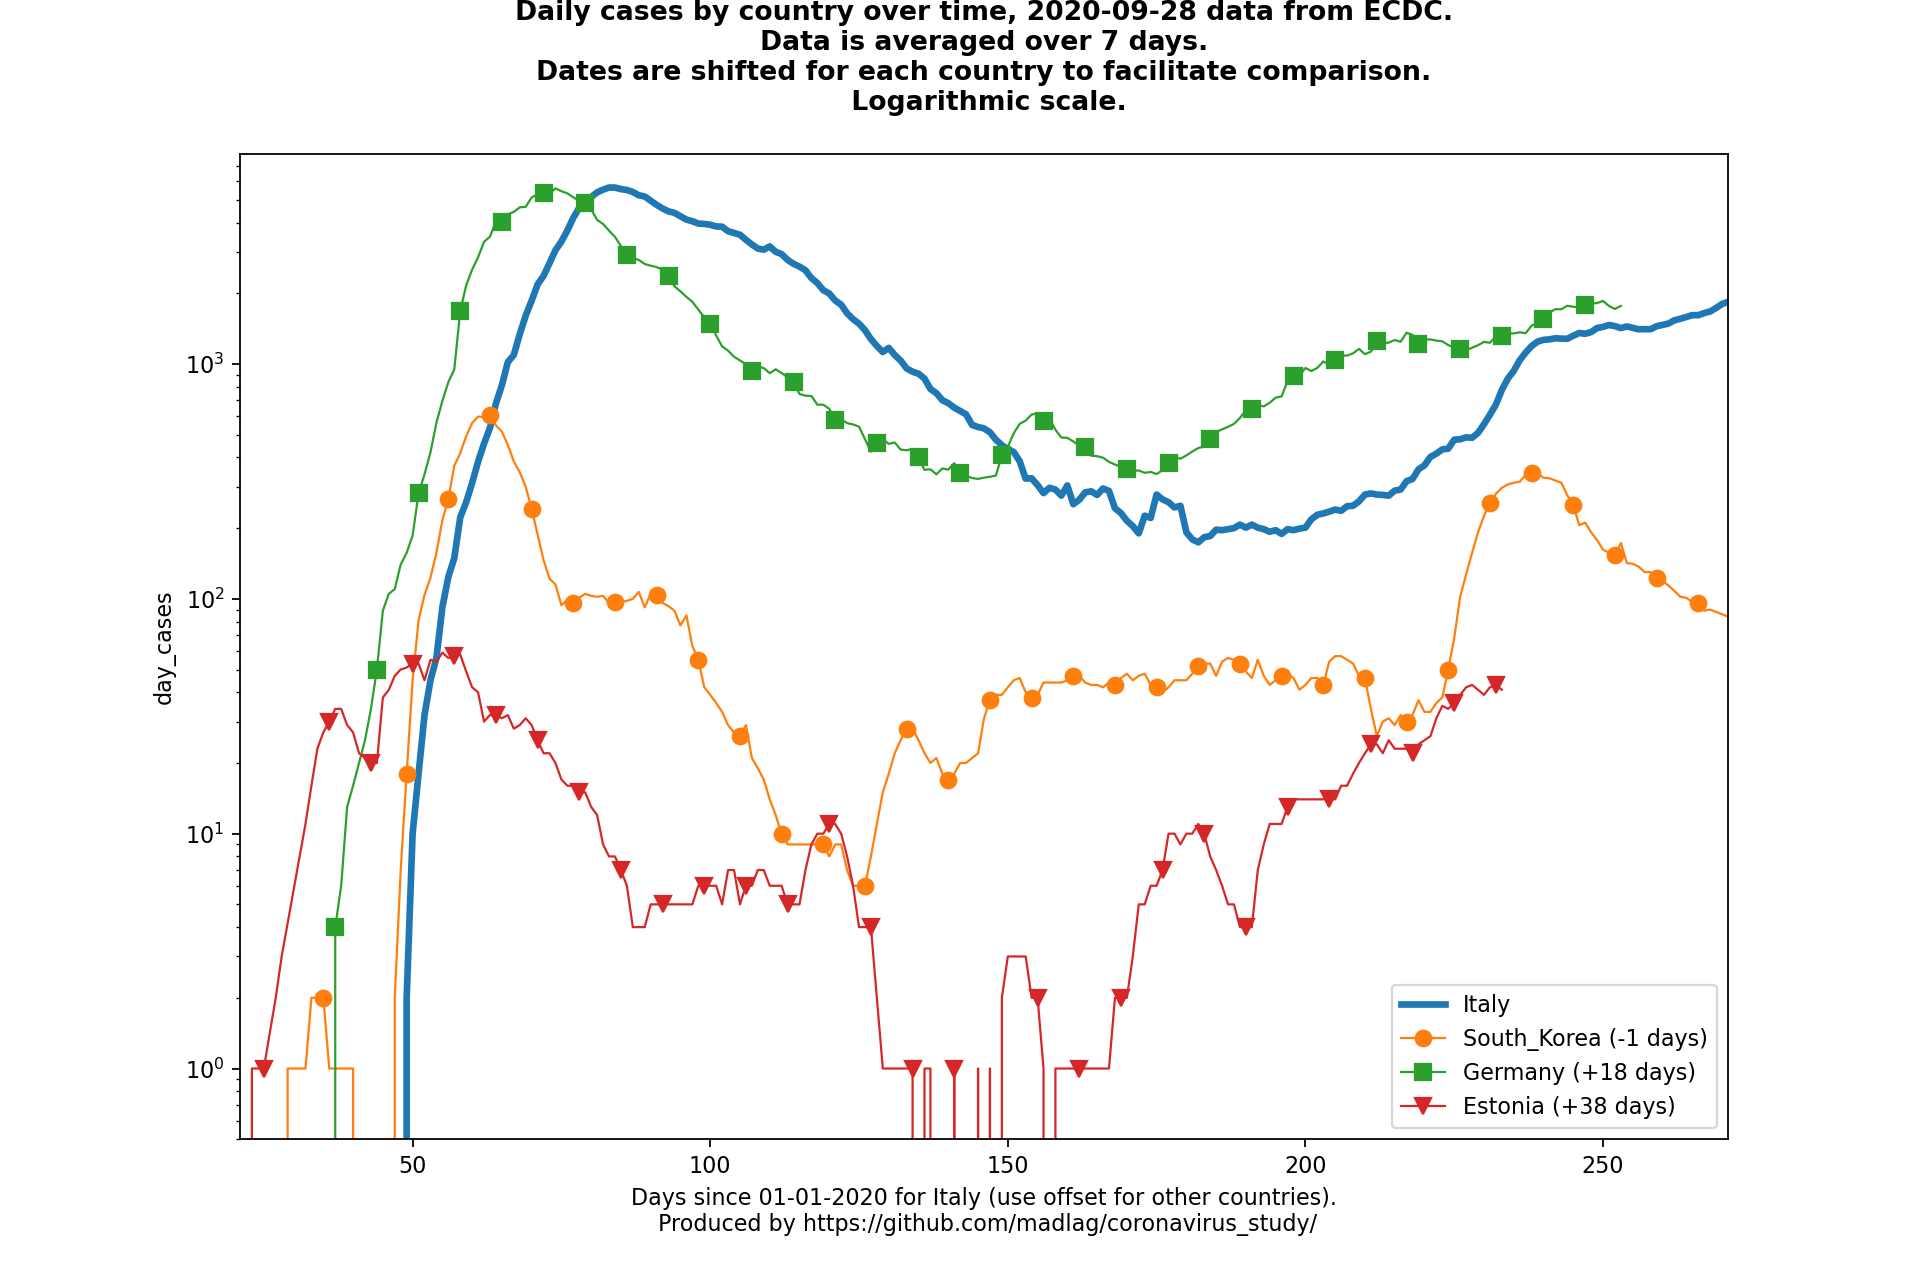 Daily cases by country over time, 2020-09-28 data from ECDC.
Data is averaged over 7 days.
Dates are shifted for each country to facilitate comparison.
Logarithmic scale.
10³
10²
10¹
10⁰
day_cases
Italy
South_Korea (-1 days)
Germany (+18 days)
Estonia (+38 days)
50 100 150 200 250
Days since 01-01-2020 for Italy (use offset for other countries).
Produced by https://github.com/madlag/coronavirus_study/